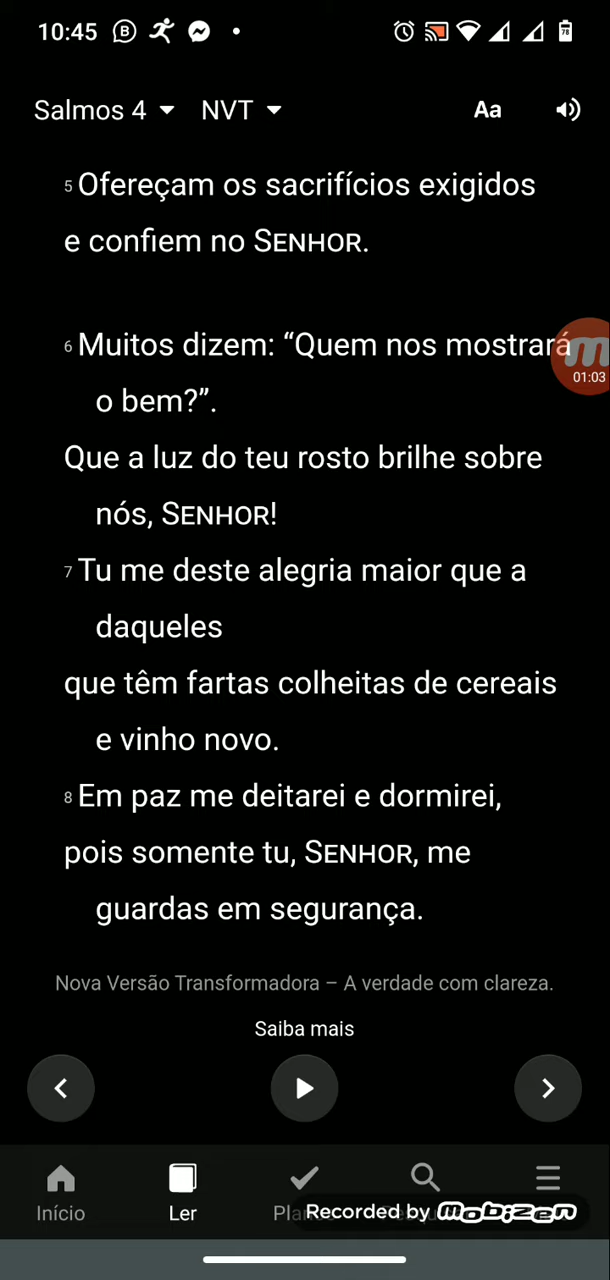 10:45
78
Salmos 4 NVT Aa
5 Ofereçam os sacrifícios exigidos
e confiem no SENHOR.
6 Muitos dizem: “Quem nos mostrará
o bem?”.
Que a luz do teu rosto brilhe sobre
nós, SENHOR!
7 Tu me deste alegria maior que a
daqueles
que têm fartas colheitas de cereais
e vinho novo.
8 Em paz me deitarei e dormirei,
pois somente tu, SENHOR, me
guardas em segurança.
01:03
Nova Versão Transformadora – A verdade com clareza.
Saiba mais
Início Ler
Recorded by mobizen